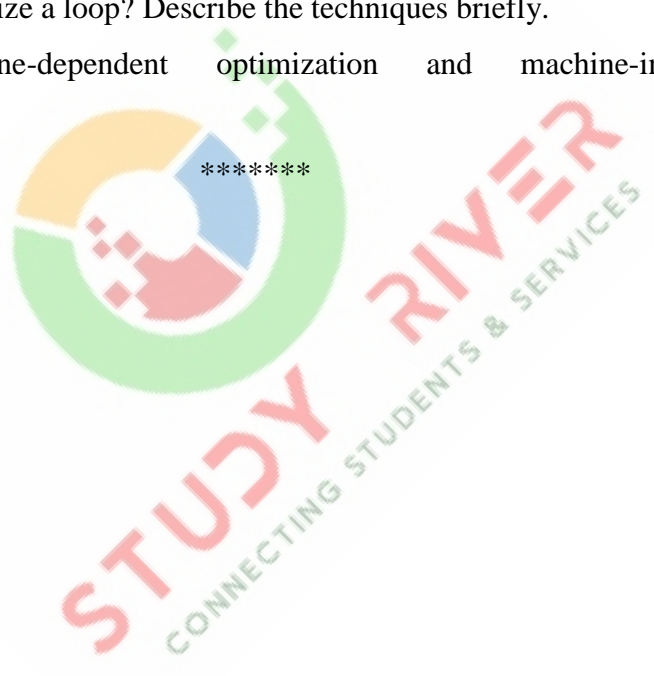 ize a loop? Describe the techniques briefly.
ne-dependent optimization and machine-in
*******
STUDY RIVER
CONNECTING STUDENTS & SERVICES